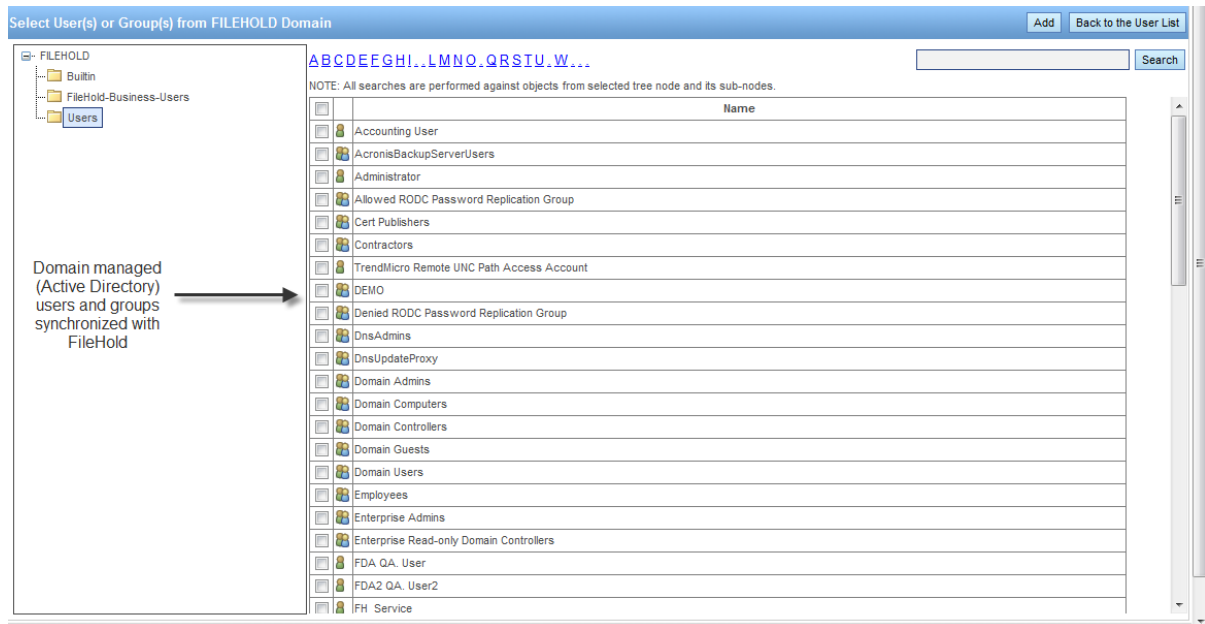 Select User(s) or Group(s) from FILEHOLD Domain
Add
Back to the User List
FILEHOLD
Builtin
FileHold-Business-Users
Users
A B C D E F G H I . . L M N O . Q R S T U . W . . .
Search
NOTE: All searches are performed against objects from selected tree node and its sub-nodes.
Name
Accounting User
AcronisBackupServerUsers
Administrator
Allowed RODC Password Replication Group
Cert Publishers
Contractors
TrendMicro Remote UNC Path Access Account
DEMO
Denied RODC Password Replication Group
DnsAdmins
DnsUpdateProxy
Domain Admins
Domain Computers
Domain Controllers
Domain Guests
Domain Users
Employees
Enterprise Admins
Enterprise Read-only Domain Controllers
FDA QA. User
FDA2 QA. User2
FH_Service
Domain managed
(Active Directory)
users and groups
synchronized with
FileHold